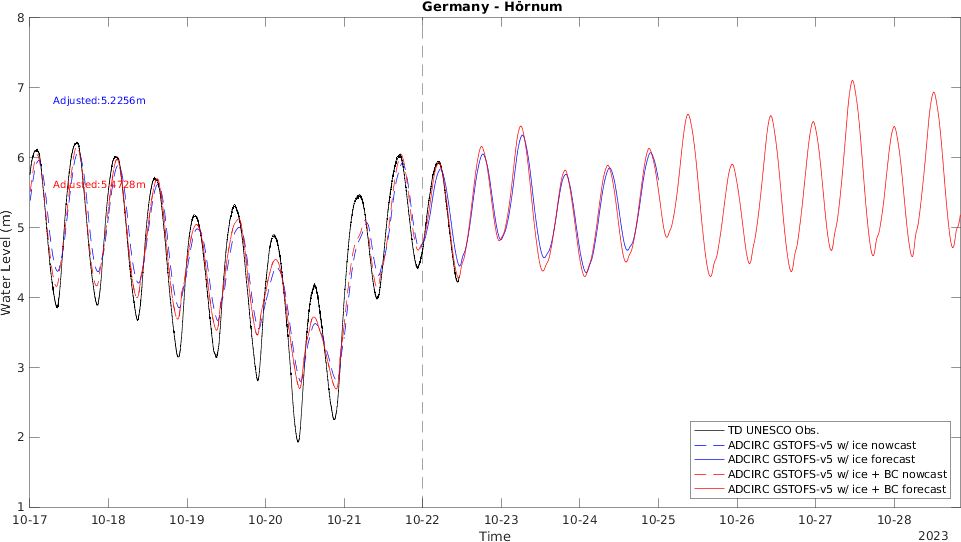 Germany - Hörnum
8
7
6
5
4
3
2
1
Water Level (m)
Adjusted:5.2256m
Adjusted:5.4728m
TD UNESCO Obs.
ADCIRC GSTOFS-v5 w/ ice nowcast
ADCIRC GSTOFS-v5 w/ ice forecast
ADCIRC GSTOFS-v5 w/ ice + BC nowcast
ADCIRC GSTOFS-v5 w/ ice + BC forecast
10-17 10-18 10-19 10-20 10-21 10-22 10-23 10-24 10-25 10-26 10-27 10-28
Time
2023